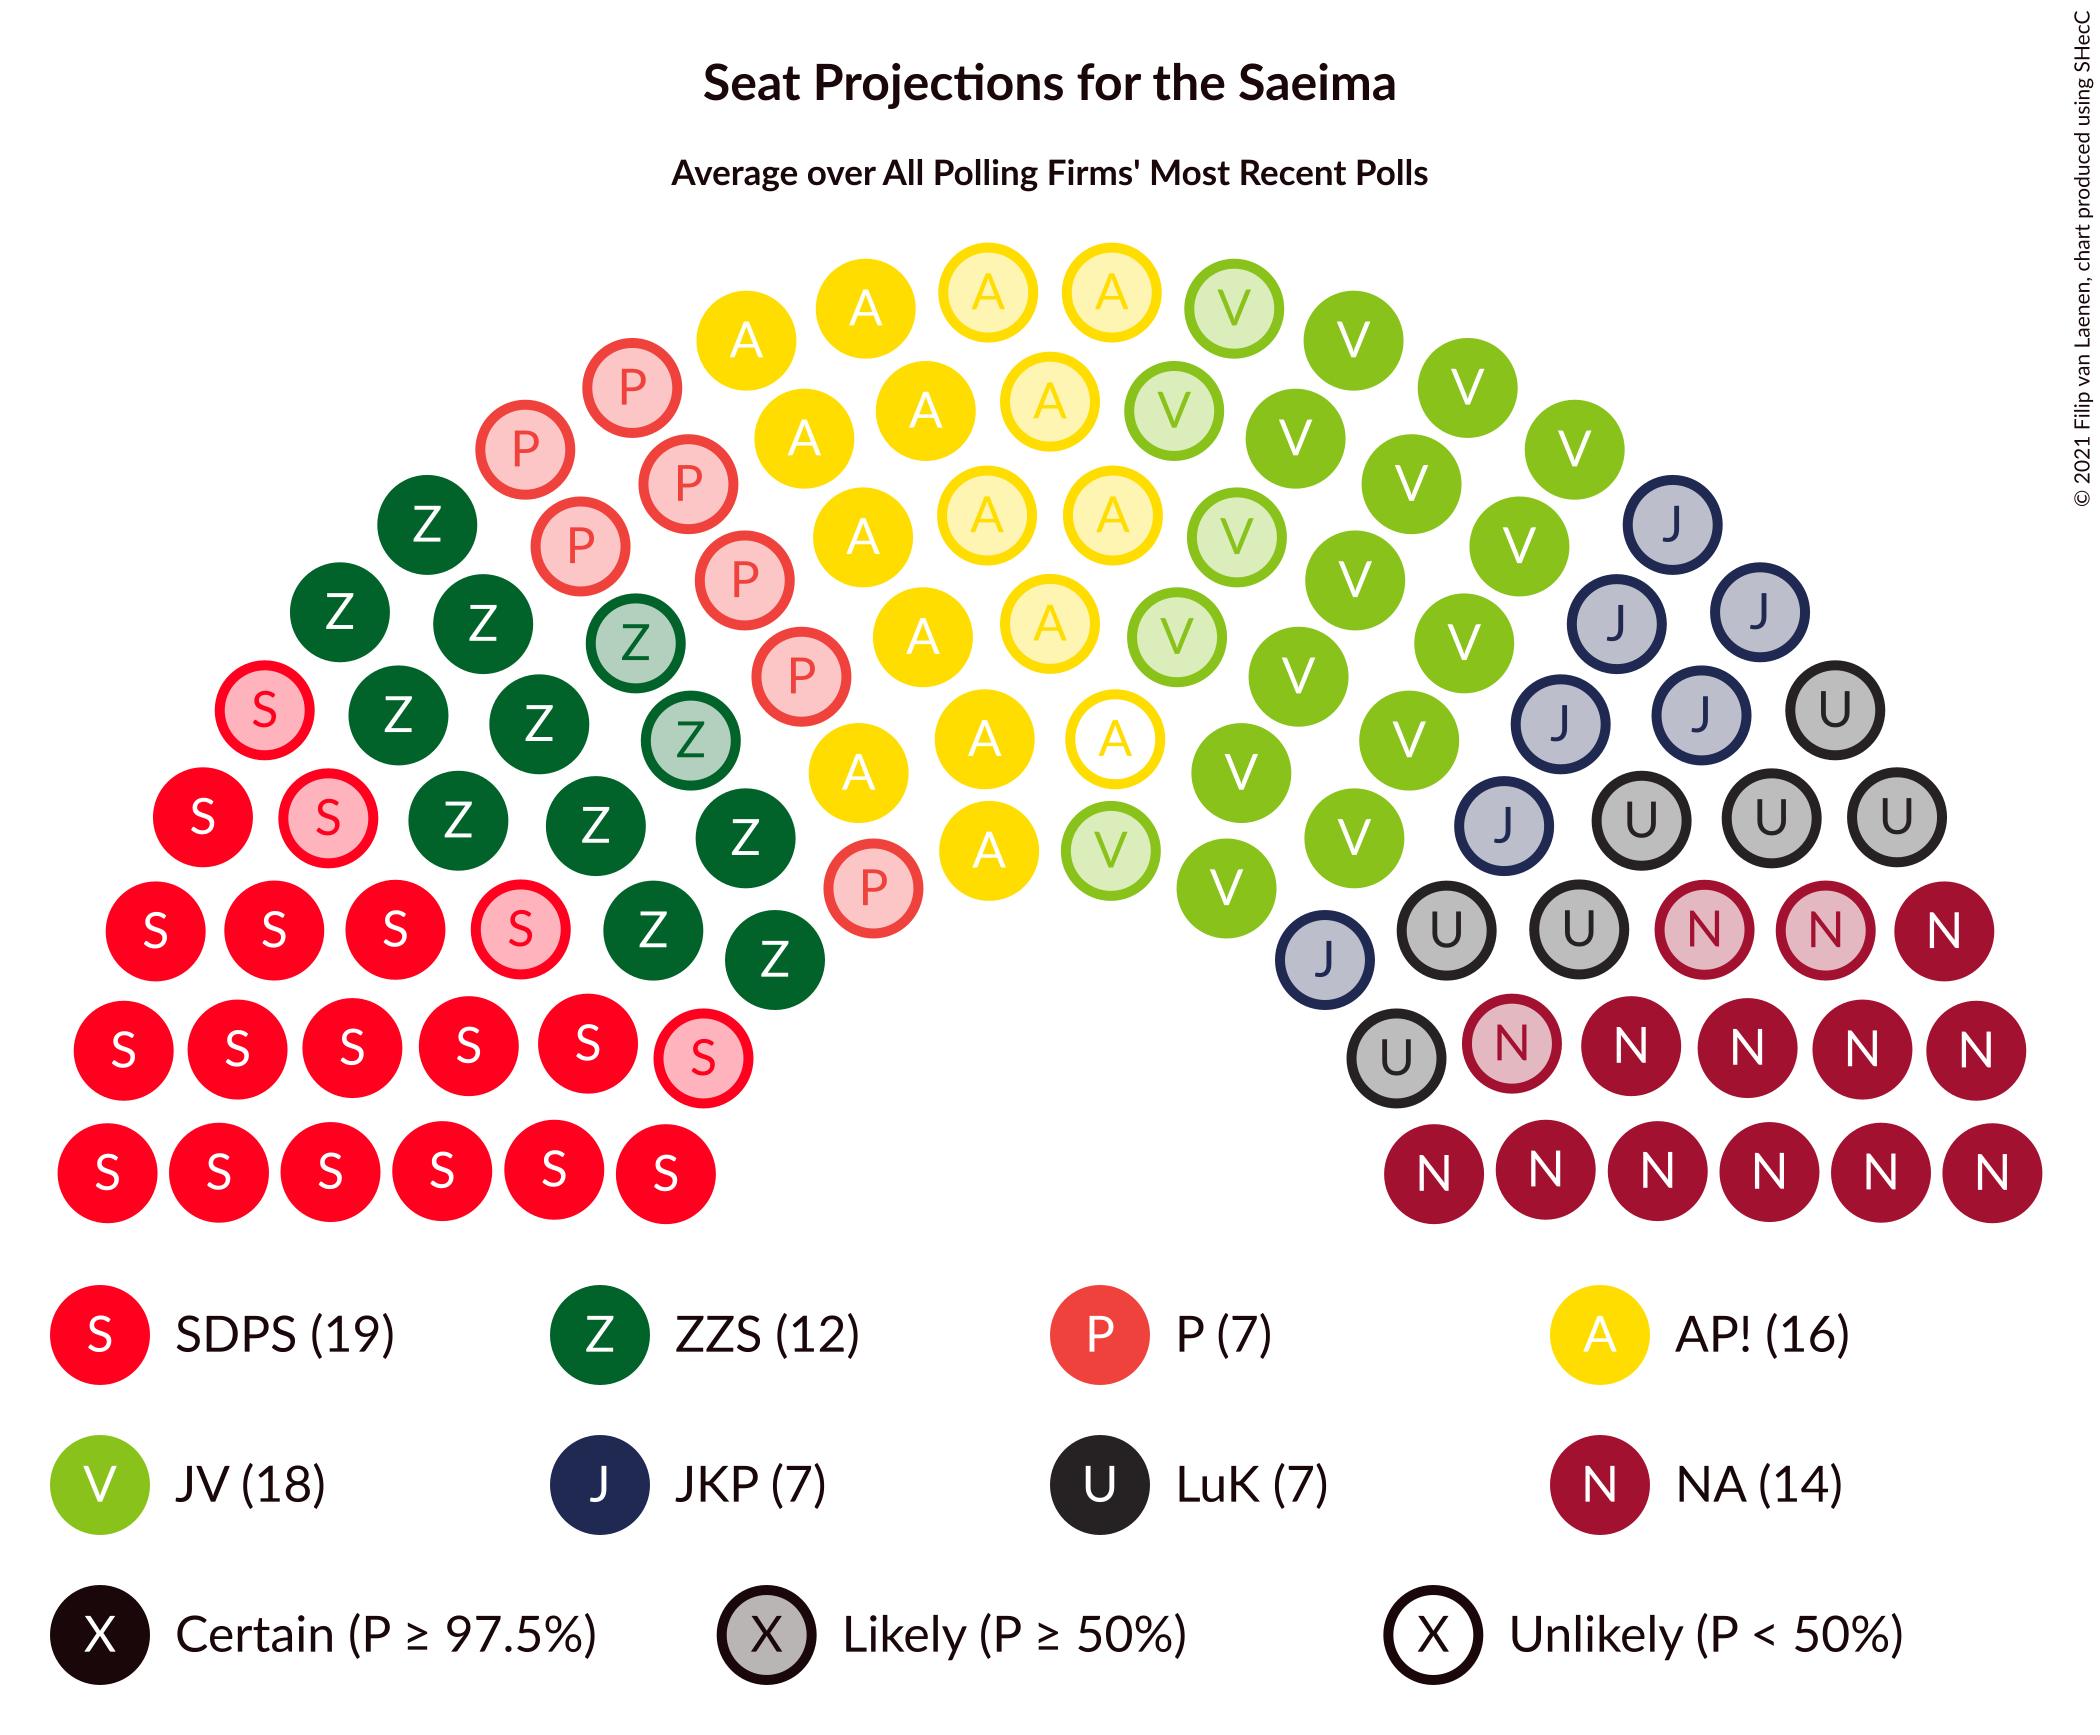 Seat Projections for the Saeima
Average over All Polling Firms' Most Recent Polls
© 2021 Filip van Laenen, chart produced using SHecC
A A
A V
A V
P V
A
A V
A V
P P V
Z A A V J
P V
A V
P V
Z Z J J
Z V
A V
P V
S Z Z J J U
Z A A A V V
S S Z Z Z A V V J U U U
P V
S S S S Z Z J U U N N N
S S S S S S U N N N N N
S S S S S S N N N N N N
S SDPS (19) Z ZZS (12) P P (7) A AP! (16)
V JV (18) J JKP (7) U LuK (7) N NA (14)
X Certain (P ≥ 97.5%) X Likely (P ≥ 50%) X Unlikely (P < 50%)